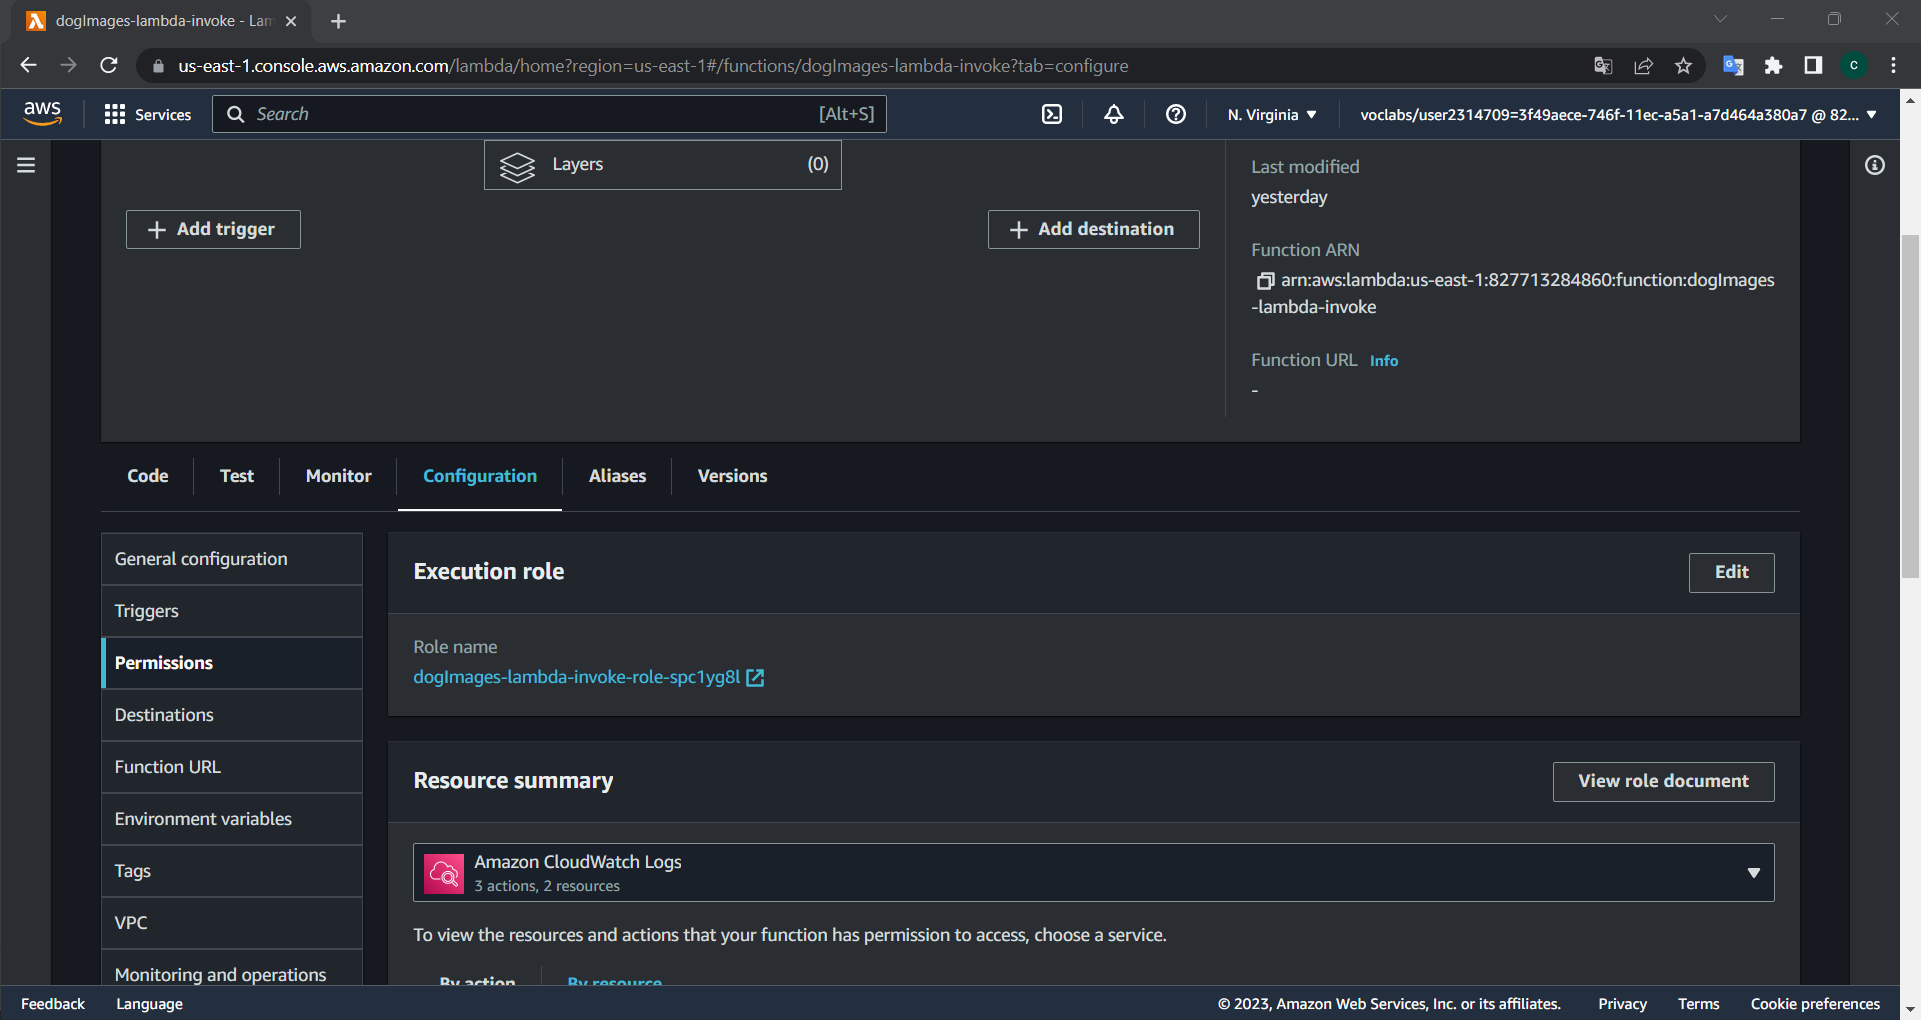 dogImages-lambda-invoke - Lam
us-east-1.console.aws.amazon.com/lambda/home?region=us-east-1#/functions/dogImages-lambda-invoke?tab=configure
C
aws
Services
Search
[Alt+S]
N. Virginia
voclabs/user2314709=3f49aece-746f-11ec-a5a1-a7d464a380a7 @ 82...
Layers
(0)
Add trigger
Add destination
Last modified
yesterday
Function ARN
arn:aws:lambda:us-east-1:827713284860:function:dogImages
-lambda-invoke
Function URL Info
-
Code
Test
Monitor
Configuration
Aliases
Versions
General configuration
Triggers
Permissions
Destinations
Function URL
Environment variables
Tags
VPC
Monitoring and operations
Execution role
Edit
Role name
dogImages-lambda-invoke-role-spc1yg8l
Resource summary
View role document
Amazon CloudWatch Logs
3 actions, 2 resources
To view the resources and actions that your function has permission to access, choose a service.
By action
By resource
Feedback
Language
© 2023, Amazon Web Services, Inc. or its affiliates.
Privacy
Terms
Cookie preferences